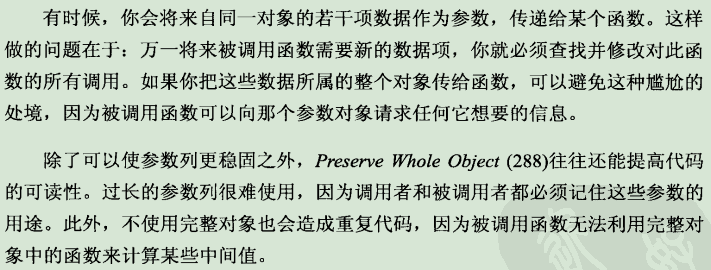 有时候，你会将来自同一对象的若干项数据作为参数，传递给某个函数。这样
做的问题在于：万一将来被调用函数需要新的数据项，你就必须查找并修改对此函
数的所有调用。如果你把这些数据所属的整个对象传给函数，可以避免这种尴尬的
处境，因为被调用函数可以向那个参数对象请求任何它想要的信息。
除了可以使参数列更稳固之外，Preserve Whole Object (288)往往还能提高代码
的可读性。过长的参数列很难使用，因为调用者和被调用者都必须记住这些参数的
用途。此外，不使用完整对象也会造成重复代码，因为被调用函数无法利用完整对
象中的函数来计算某些中间值。